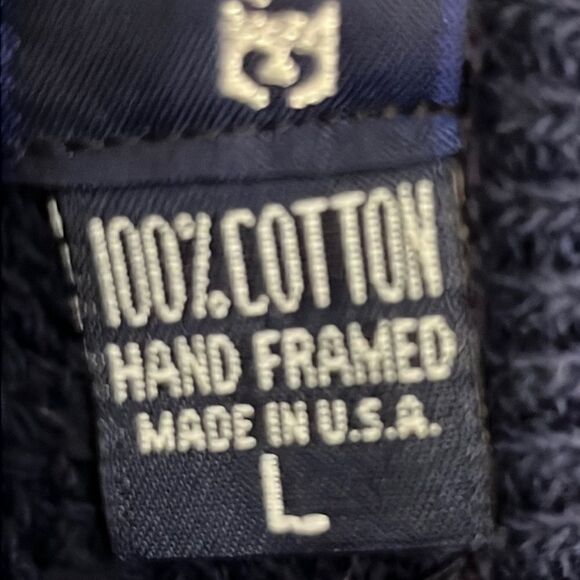 100% COTTON
HAND FRAMED
MADE IN U.S.A.
L